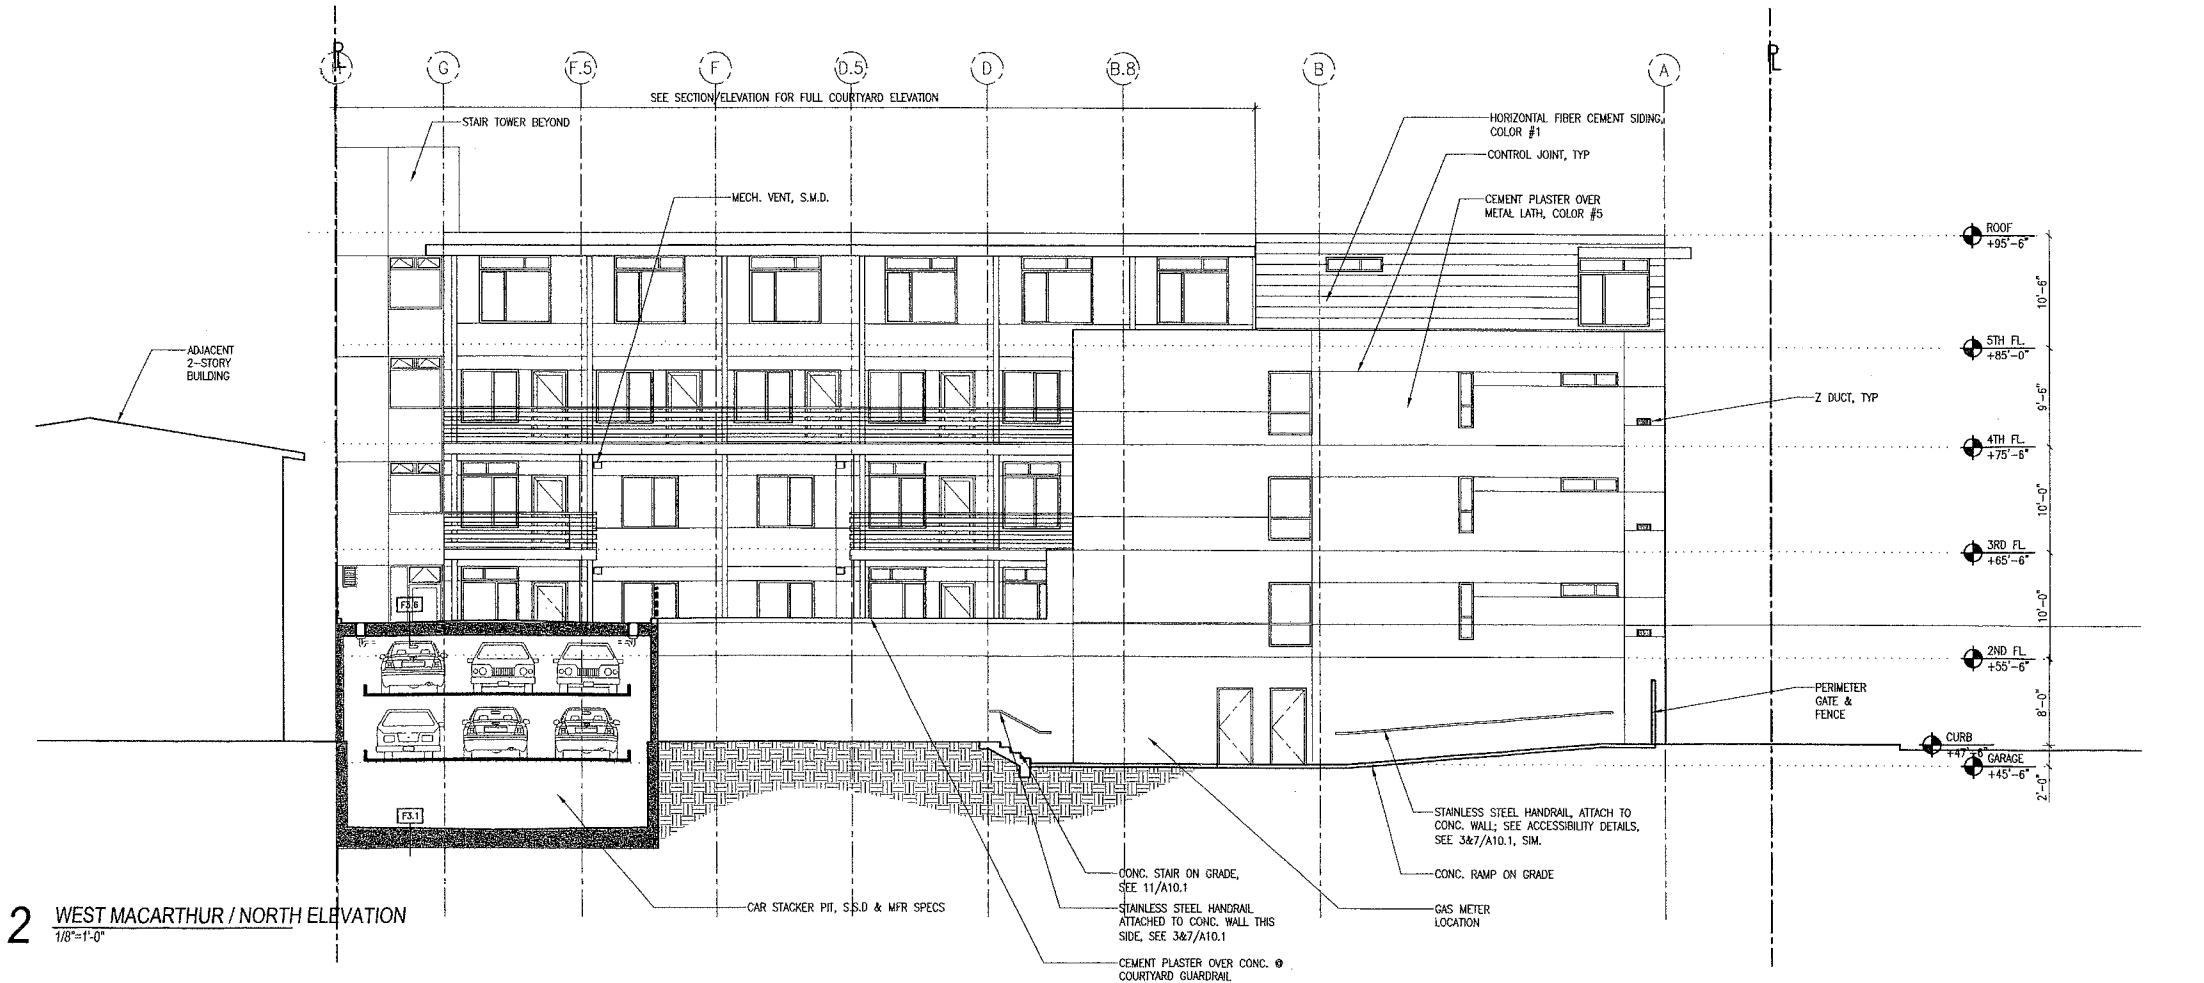 PL
PL
H
G
F.5
F
D.5
D
B.8
B
A
SEE SECTION/ELEVATION FOR FULL COURTYARD ELEVATION
STAIR TOWER BEYOND
HORIZONTAL FIBER CEMENT SIDING,
COLOR #1
CONTROL JOINT, TYP
MECH. VENT, S.M.D.
CEMENT PLASTER OVER
METAL LATH, COLOR #5
ROOF
+95'-6"
10'-6"
ADJACENT
2-STORY
BUILDING
5TH FL.
+85'-0"
9'-6"
Z DUCT, TYP
4TH FL.
+75'-6"
10'-0"
3RD FL
+65'-6"
10'-0"
F3.6
2ND FL
+55'-6"
PERIMETER
GATE &
FENCE
8'-0"
CURB
+47'-6"
GARAGE
+45'-6"
2'-0"
F3.1
STAINLESS STEEL HANDRAIL, ATTACH TO
CONC. WALL; SEE ACCESSIBILITY DETAILS,
SEE 3&7/A10.1, SIM.
CONC. STAIR ON GRADE,
SEE 11/A10.1
CONC. RAMP ON GRADE
CAR STACKER PIT, S.S.D & MFR SPECS
STAINLESS STEEL HANDRAIL
ATTACHED TO CONC. WALL THIS
SIDE, SEE 3&7/A10.1
GAS METER
LOCATION
CEMENT PLASTER OVER CONC. @
COURTYARD GUARDRAIL
2 WEST MACARTHUR / NORTH ELEVATION
1/8"=1'-0"